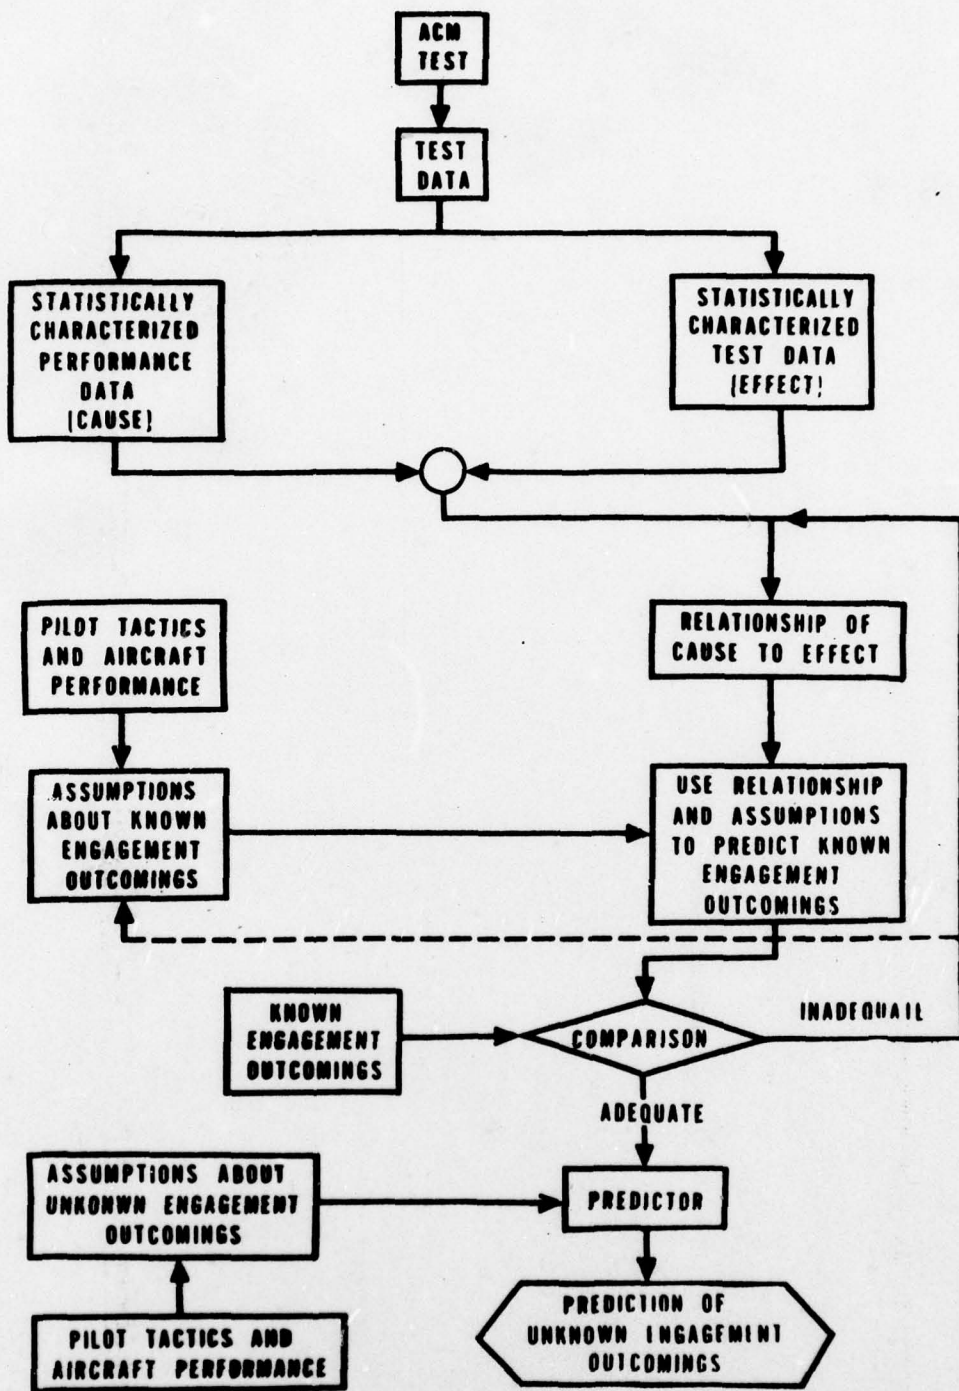 ACM
TEST
TEST
DATA
STATISTICALLY
CHARACTERIZED
PERFORMANCE
DATA
(CAUSE)
STATISTICALLY
CHARACTERIZED
TEST DATA
(EFFECT)
PILOT TACTICS
AND AIRCRAFT
PERFORMANCE
RELATIONSHIP OF
CAUSE TO EFFECT
ASSUMPTIONS
ABOUT KNOWN
ENGAGEMENT
OUTCOMINGS
USE RELATIONSHIP
AND ASSUMPTIONS
TO PREDICT KNOWN
ENGAGEMENT
OUTCOMINGS
KNOWN
ENGAGEMENT
OUTCOMINGS
COMPARISON
INADEQUATE
ADEQUATE
ASSUMPTIONS ABOUT
UNKONWN ENGAGEMENT
OUTCOMINGS
PREDICTOR
PILOT TACTICS AND
AIRCRAFT PERFORMANCE
PREDICTION OF
UNKNOWN ENGAGEMENT
OUTCOMINGS